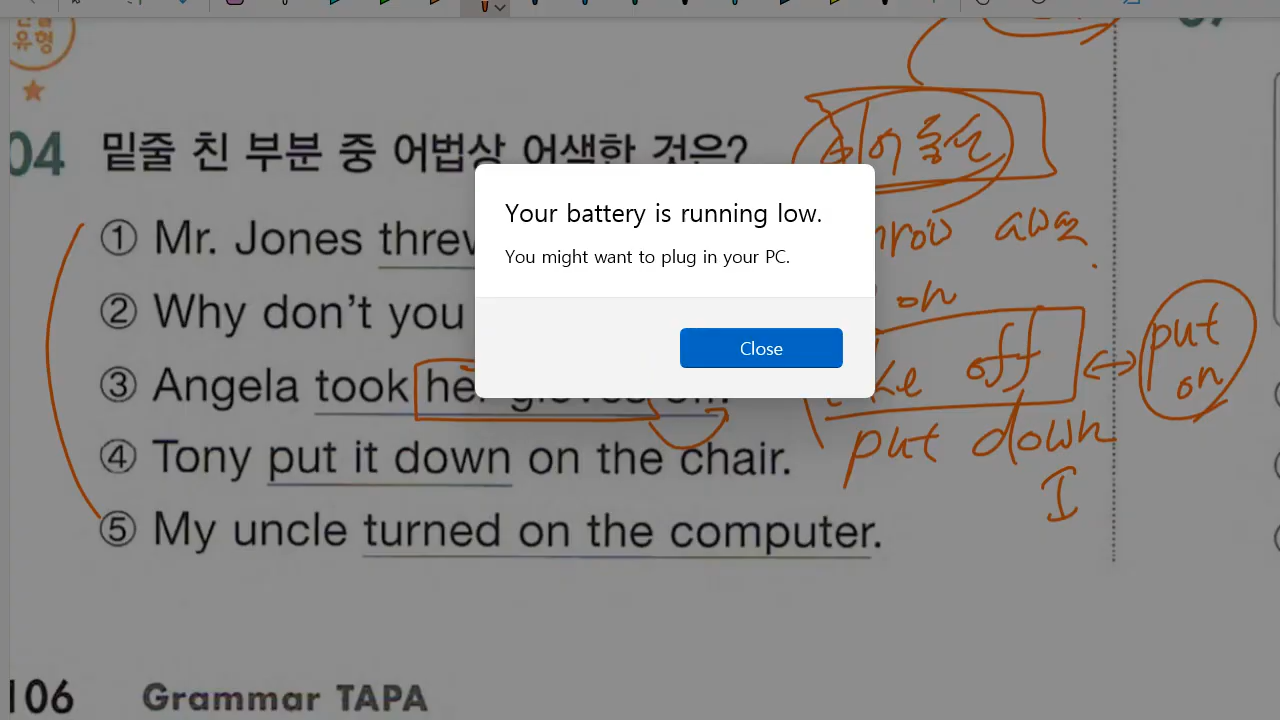 유형
04 밑줄 친 부분 중 어법상 어색한 것은?
Your battery is running low.
You might want to plug in your PC.
Close
① Mr. Jones threw
② Why don't you
③ Angela took her gloves off.
④ Tony put it down on the chair.
⑤ My uncle turned on the computer.
away
on
off
put
on
put down
I
106 Grammar TAPA